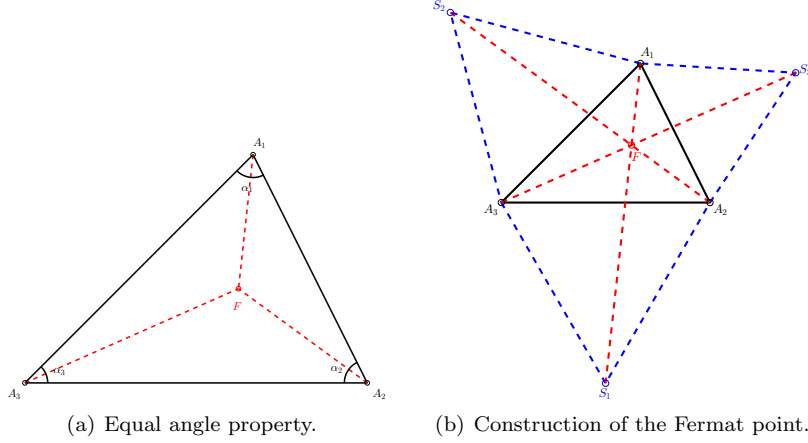 S₂
A₁
S₃
A₁
α₁
F
A₃
A₂
F
α₃
α₂
A₃
A₂
S₁
(a) Equal angle property.
(b) Construction of the Fermat point.